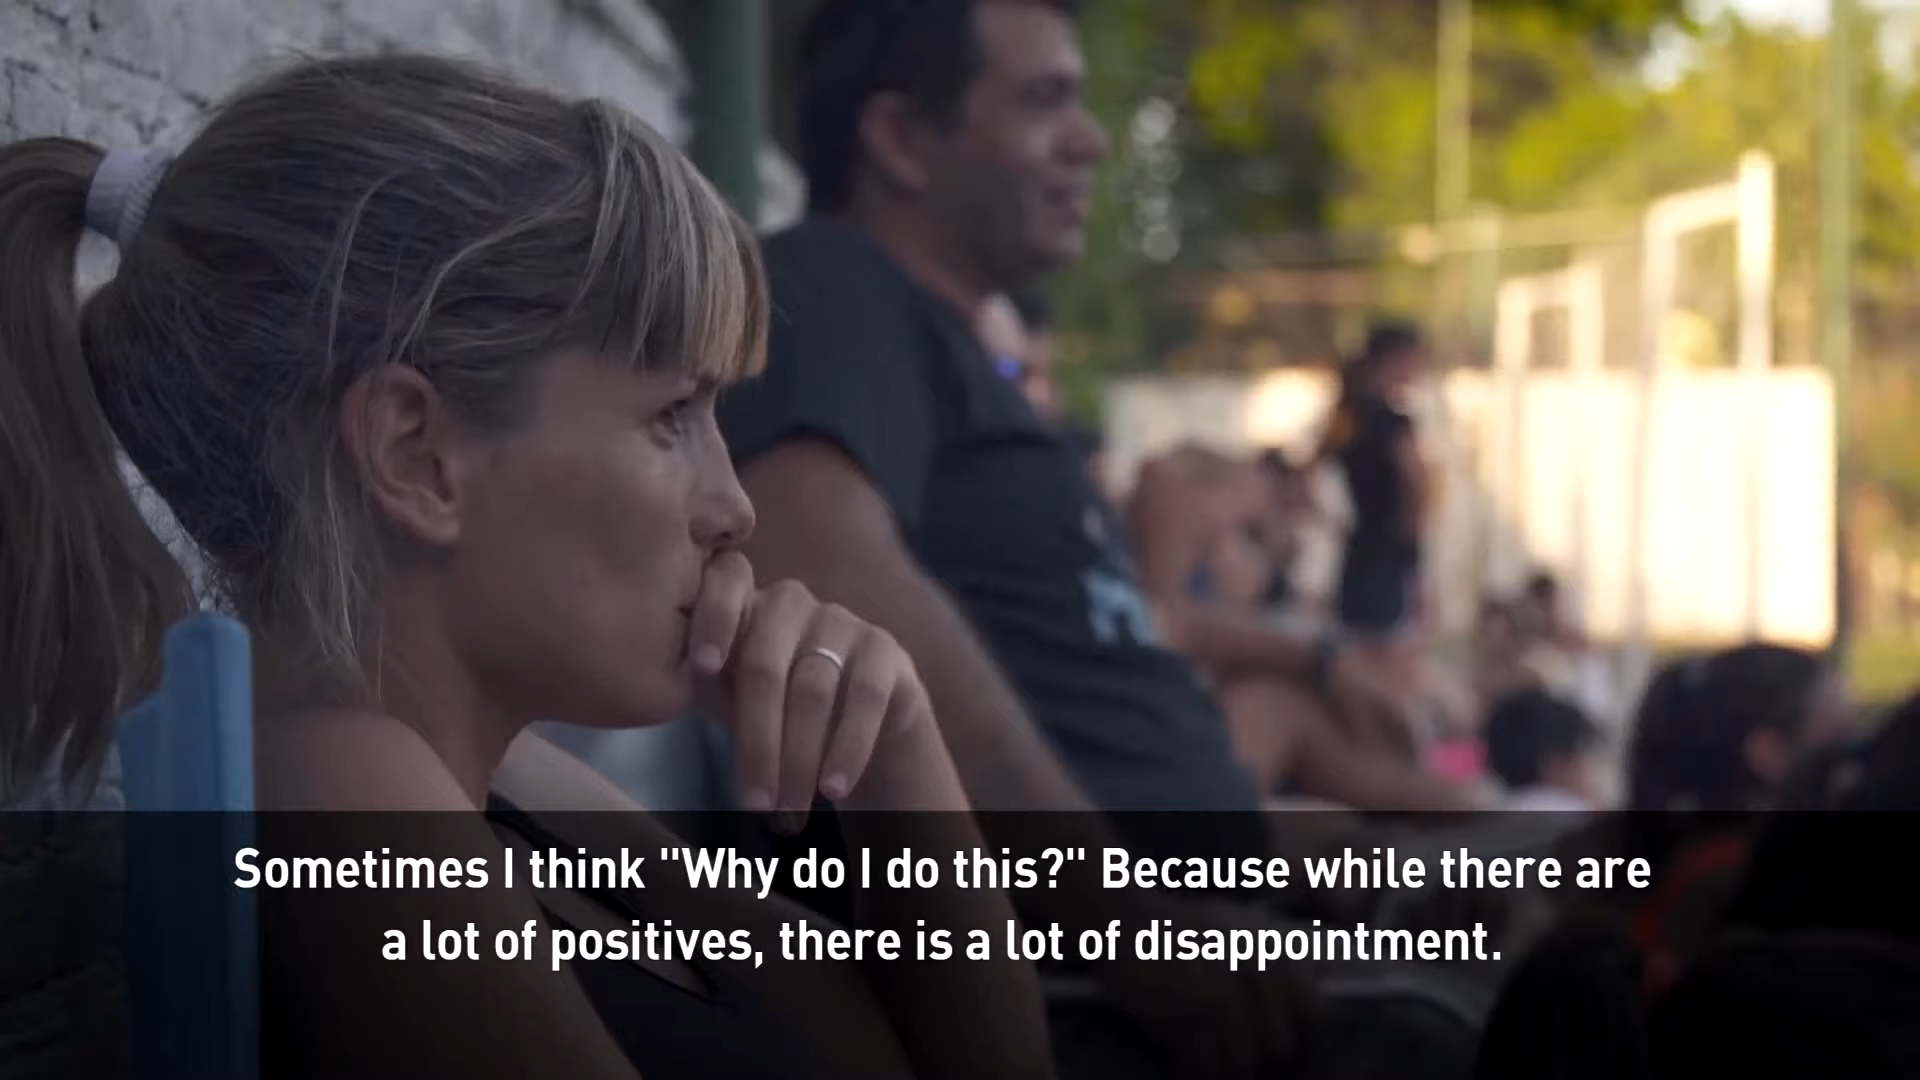 Sometimes I think "Why do I do this?" Because while there are
a lot of positives, there is a lot of disappointment.